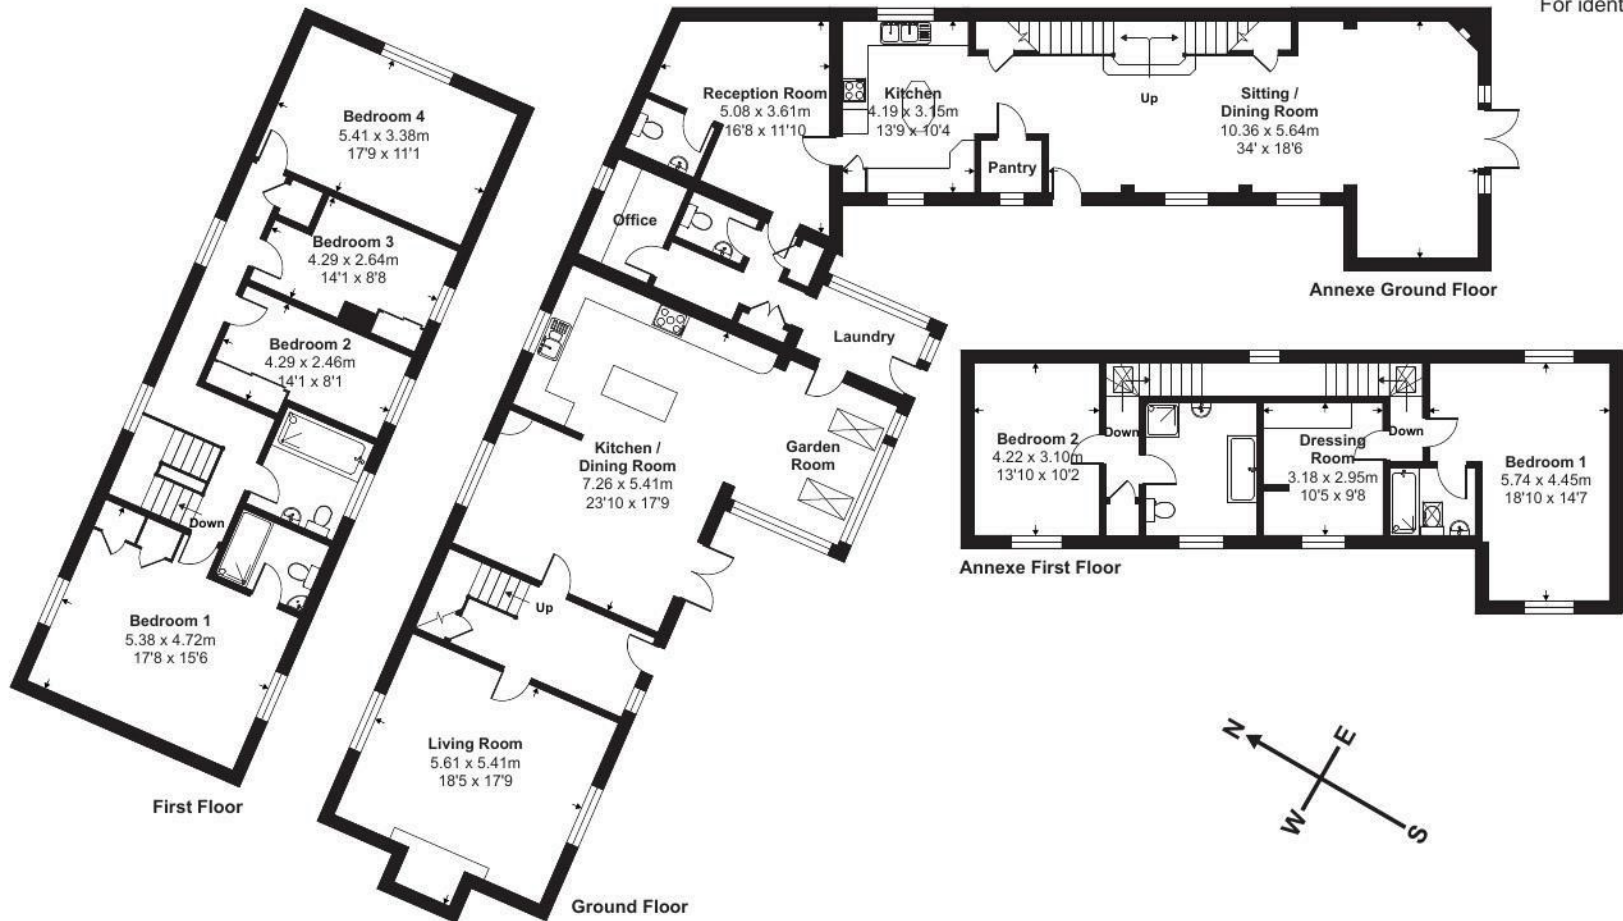 For ident
Bedroom 4
5.41 x 3.38m
17'9 x 11'1
Bedroom 3
4.29 x 2.64m
14'1 x 8'8
Bedroom 2
4.29 x 2.46m
14'1 x 8'1
Down
Bedroom 1
5.38 x 4.72m
17'8 x 15'6
First Floor
Reception Room
5.08 x 3.61m
16'8 x 11'10
Office
Laundry
Kitchen /
Dining Room
7.26 x 5.41m
23'10 x 17'9
Garden
Room
Up
Living Room
5.61 x 5.41m
18'5 x 17'9
Ground Floor
Kitchen
4.19 x 3.15m
13'9 x 10'4
Pantry
Up
Sitting /
Dining Room
10.36 x 5.64m
34' x 18'6
Annexe Ground Floor
Bedroom 2
4.22 x 3.10m
13'10 x 10'2
Down
Dressing
Room
3.18 x 2.95m
10'5 x 9'8
Down
Bedroom 1
5.74 x 4.45m
18'10 x 14'7
Annexe First Floor
N
E
W
S